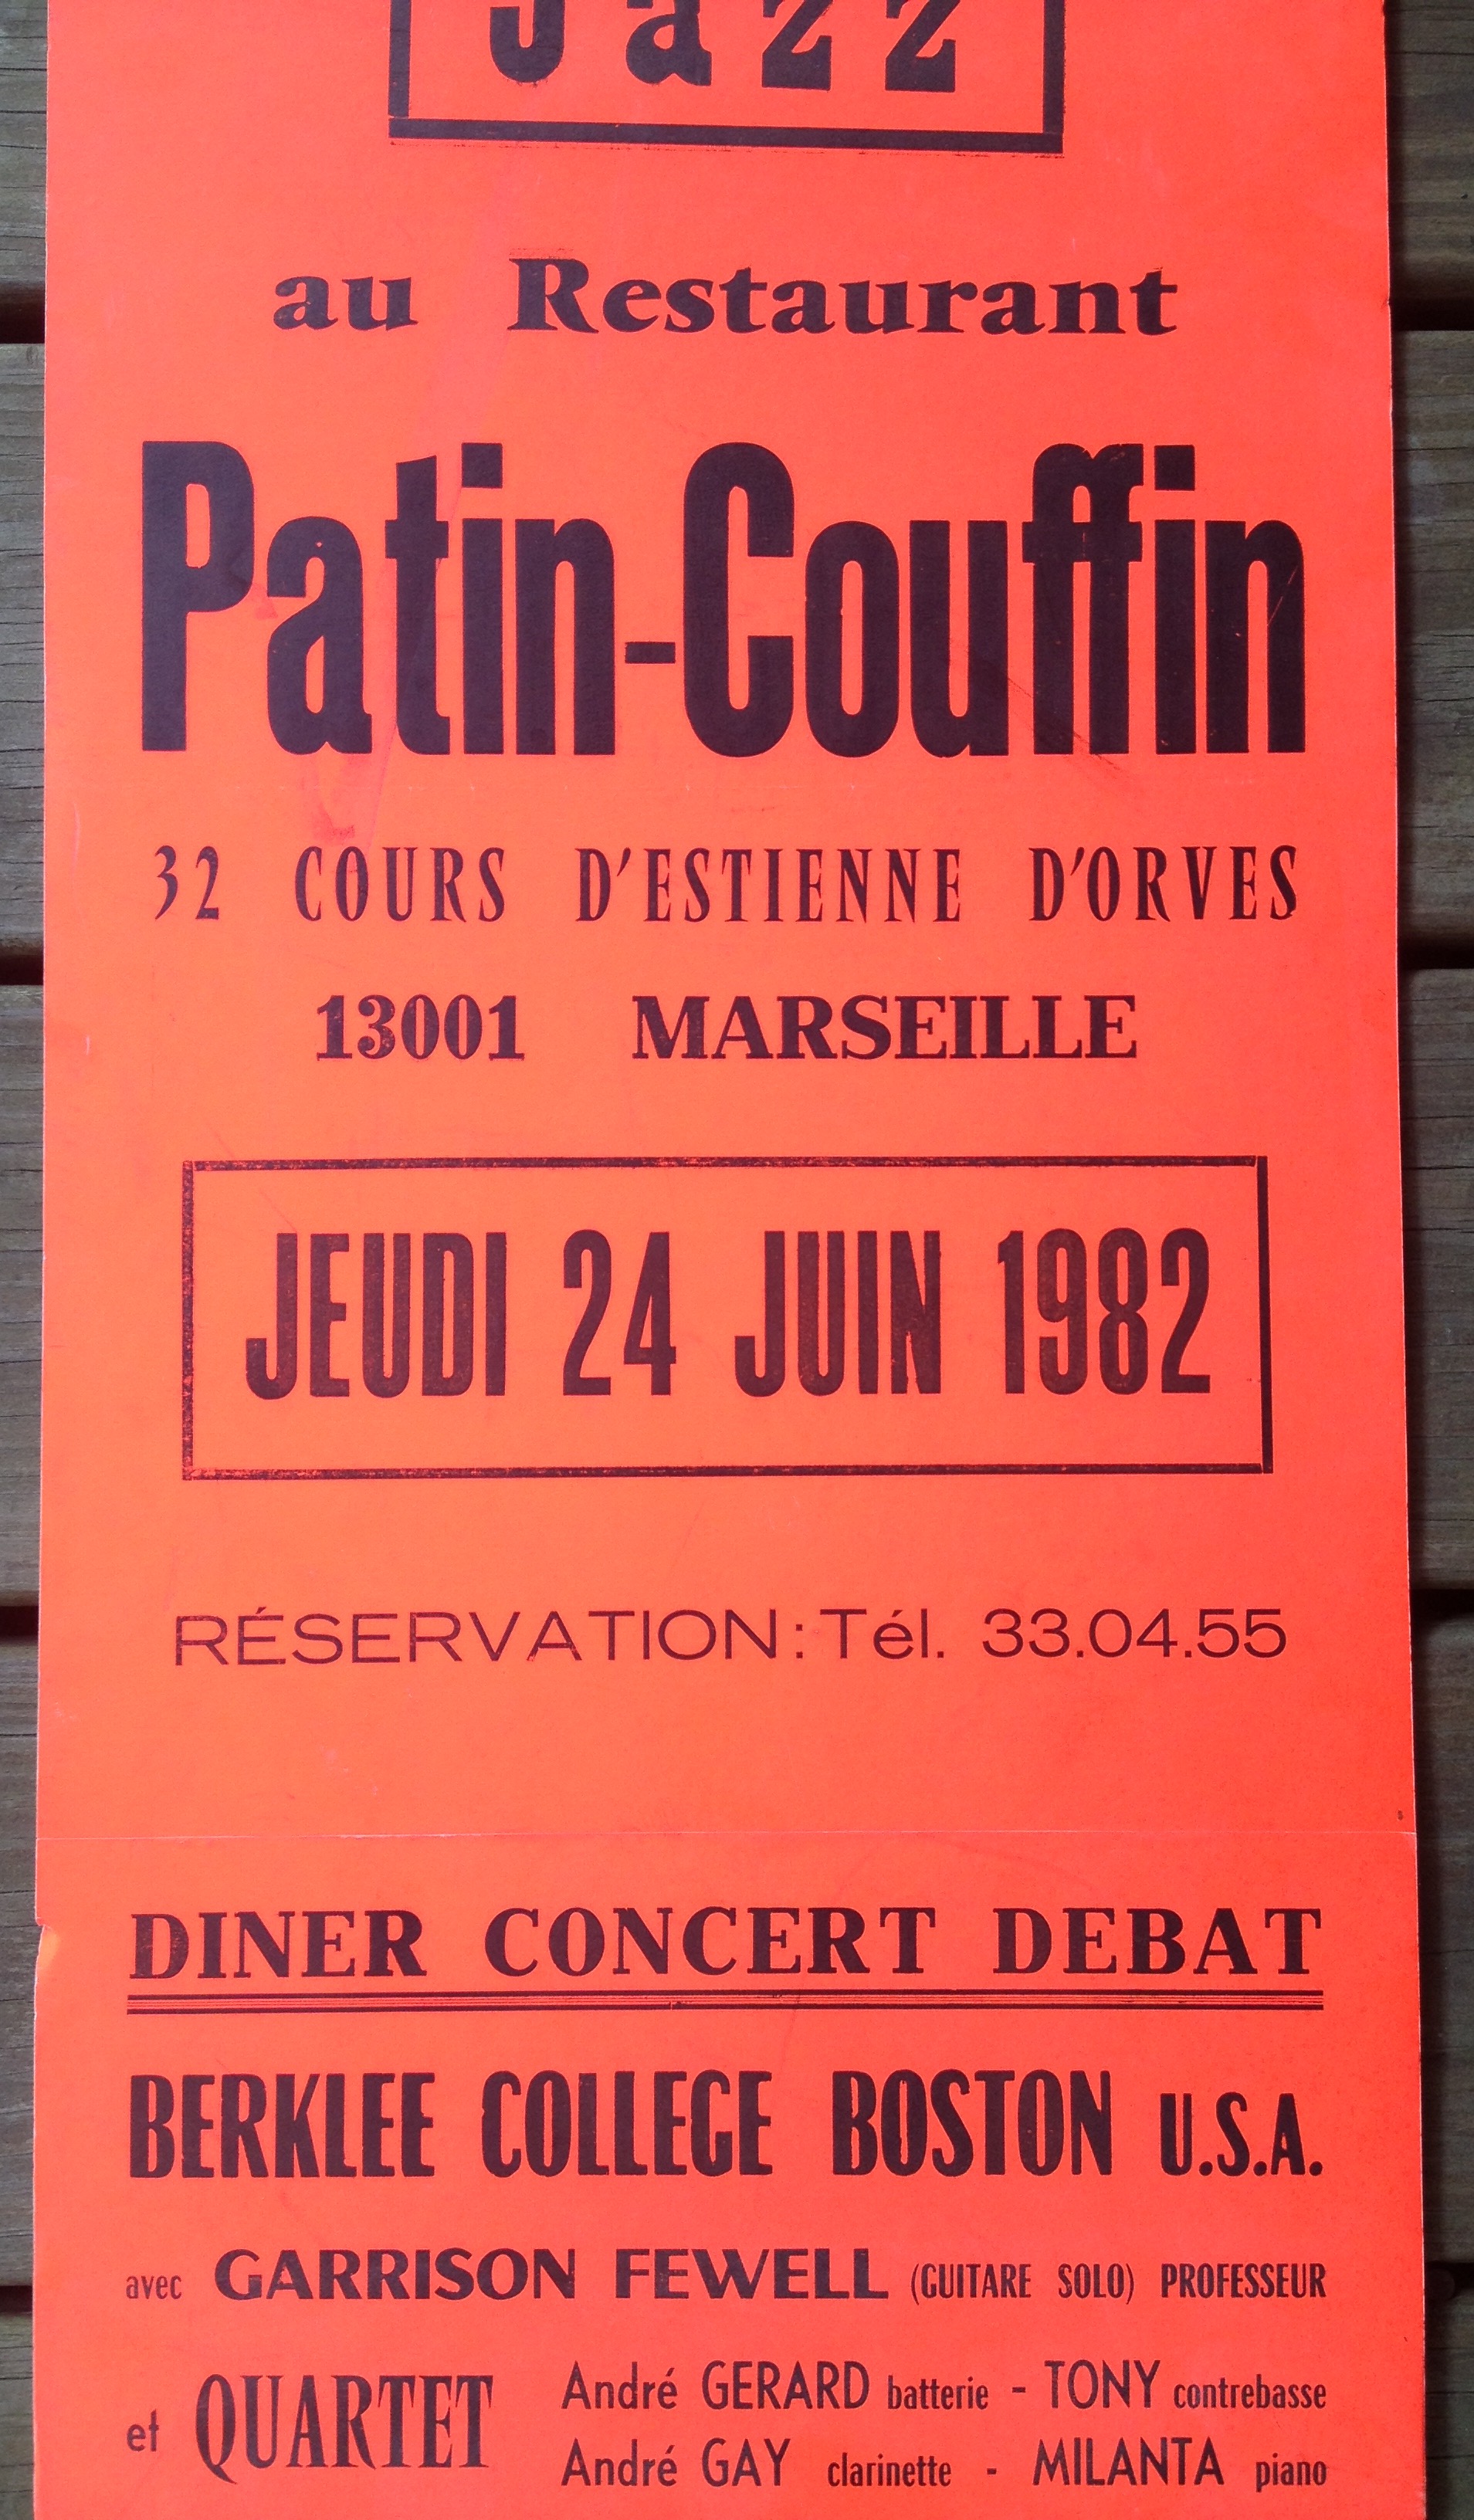 Jazz
au Restaurant
Patin-Couffin
32 COURS D'ESTIENNE D'ORVES
13001 MARSEILLE
JEUDI 24 JUIN 1982
RÉSERVATION: Tél. 33.04.55
DINER CONCERT DEBAT
BERKLEE COLLEGE BOSTON U.S.A.
avec GARRISON FEWELL (GUITARE SOLO) PROFESSEUR
et QUARTET
André GERARD batterie - TONY contrebasse
André GAY clarinette - MILANTA piano